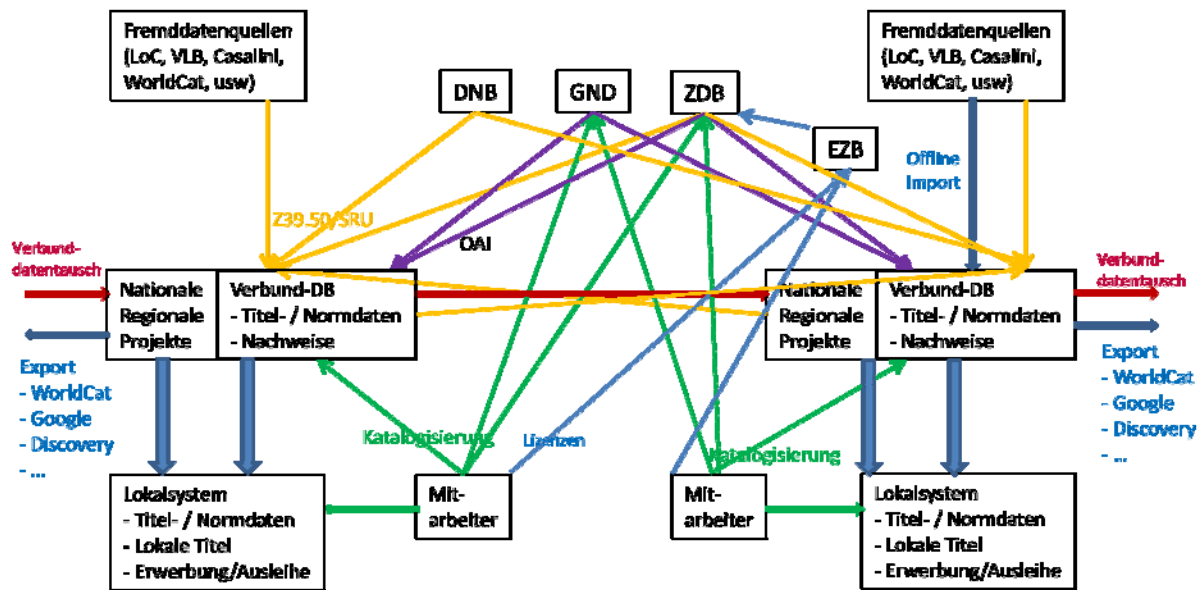 Fremddatenquellen
(LoC, VLB, Casalini,
WorldCat, usw)
Fremddatenquellen
(LoC, VLB, Casalini,
WorldCat, usw)
DNB
GND
ZDB
EZB
Offline
Import
Z39.50/SRU
OAI
Verbund-
datentausch
Verbund-
datentausch
Nationale
Regionale
Projekte
Verbund-DB
- Titel- / Normdaten
- Nachweise
Nationale
Regionale
Projekte
Verbund-DB
- Titel- / Normdaten
- Nachweise
Export
- WorldCat
- Google
- Discovery
- ...
Export
- WorldCat
- Google
- Discovery
- ...
Katalogisierung
Lizenzen
Katalogisierung
Lokalsystem
- Titel- / Normdaten
- Lokale Titel
- Erwerbung/Ausleihe
Mit-
arbeiter
Mit-
arbeiter
Lokalsystem
- Titel- / Normdaten
- Lokale Titel
- Erwerbung/Ausleihe